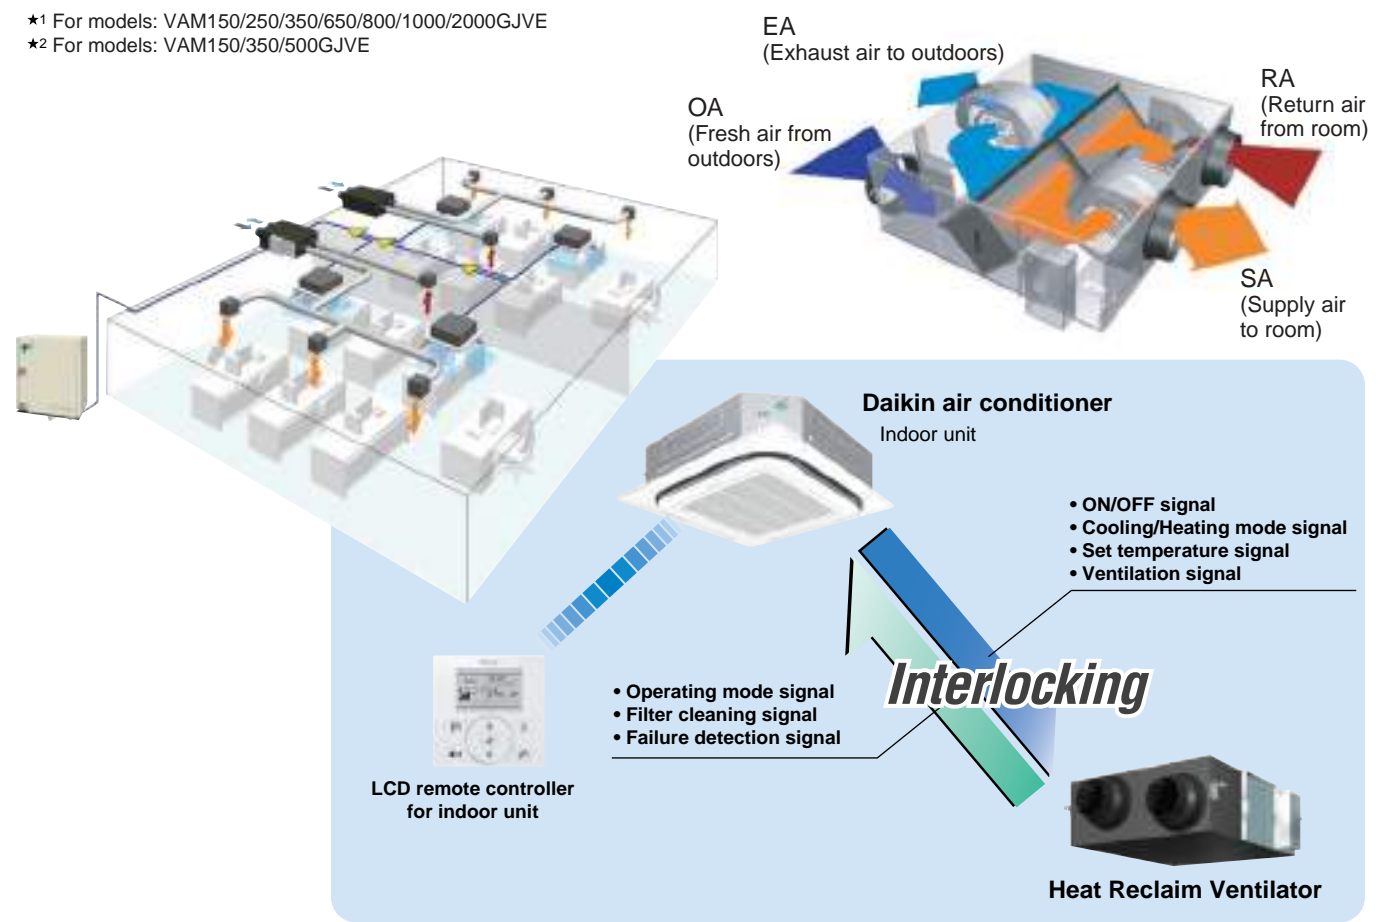 ★1 For models: VAM150/250/350/650/800/1000/2000GJVE
★2 For models: VAM150/350/500GJVE
EA
(Exhaust air to outdoors)
OA
(Fresh air from
outdoors)
RA
(Return air
from room)
SA
(Supply air
to room)
Daikin air conditioner
Indoor unit
• ON/OFF signal
• Cooling/Heating mode signal
• Set temperature signal
• Ventilation signal
Interlocking
• Operating mode signal
• Filter cleaning signal
• Failure detection signal
LCD remote controller
for indoor unit
Heat Reclaim Ventilator